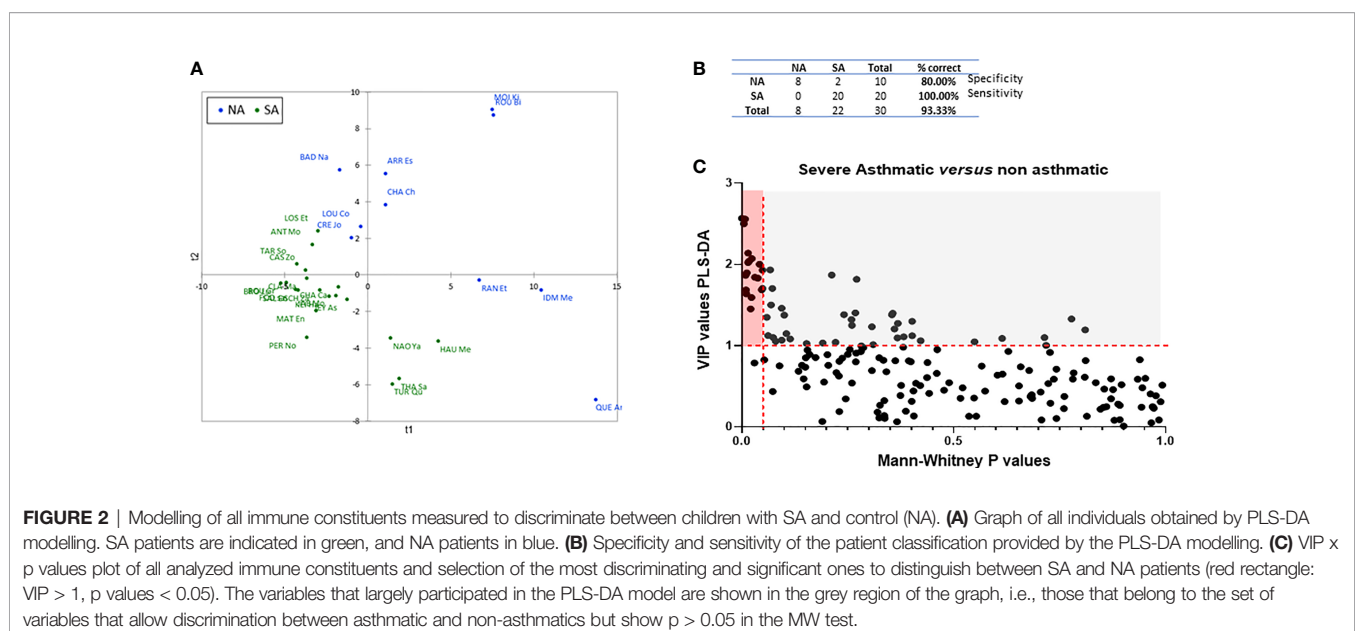 A
NA SA
10
8
6
4
2
0
-2
-4
-6
-8
-10
-5
0
5
10
15
t2
t1
MOI Ki
ROU Bl
BAD Na
ARR Es
CHA Ch
LOU Co
CRE Jo
LOS Et
ANT Mo
TAR So
CAS Zo
CHA Ca
MAT En
PER No
RAN Et
IDM Me
NAO Ya
HAU Me
THA Sa
TUR Qu
QUE Ar
B
NA SA Total % correct
NA 8 2 10 80.00% Specificity
SA 0 20 20 100.00% Sensitivity
Total 8 22 30 93.33%
C
Severe Asthmatic versus non asthmatic
VIP values PLS-DA
3
2
1
0
0.0 0.5 1.0
Mann-Whitney P values
FIGURE 2 | Modelling of all immune constituents measured to discriminate between children with SA and control (NA). (A) Graph of all individuals obtained by PLS-DA
modelling. SA patients are indicated in green, and NA patients in blue. (B) Specificity and sensitivity of the patient classification provided by the PLS-DA modelling. (C) VIP x
p values plot of all analyzed immune constituents and selection of the most discriminating and significant ones to distinguish between SA and NA patients (red rectangle:
VIP > 1, p values < 0.05). The variables that largely participated in the PLS-DA model are shown in the grey region of the graph, i.e., those that belong to the set of
variables that allow discrimination between asthmatic and non-asthmatics but show p > 0.05 in the MW test.